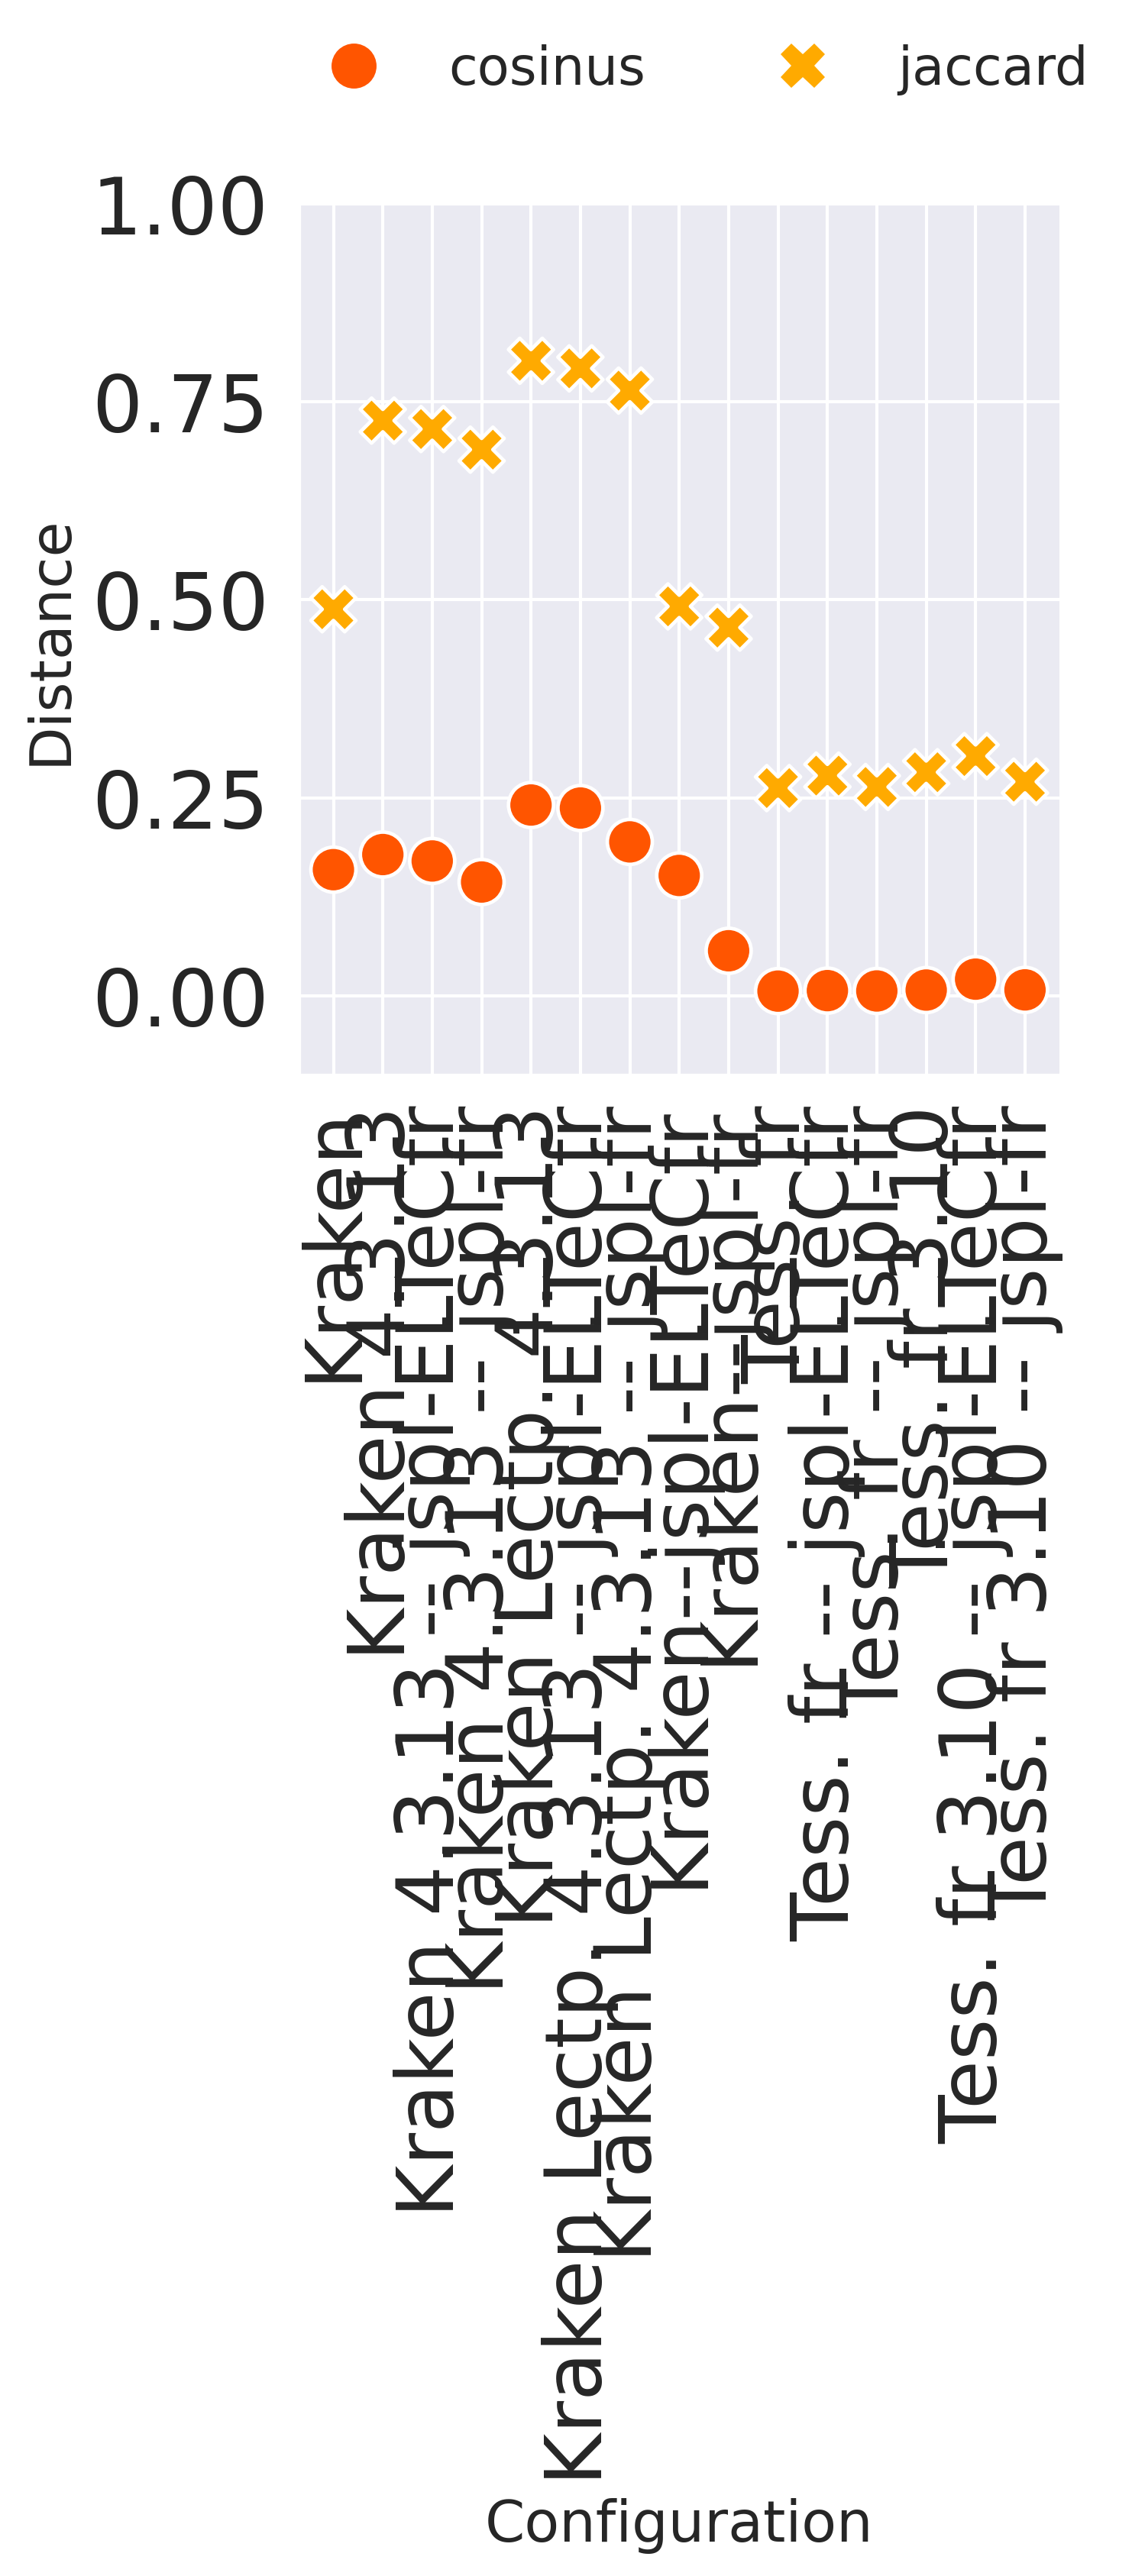 cosinus
jaccard
1.00
0.75
0.50
0.25
0.00
Distance
Kraken
Kraken 4.3.13
Kraken 4.3.13 -- jspl-ELTeC fr
Kraken 4.3.13 -- jspl-fr
Kraken Lectp. 4.3.13
Kraken Lectp. 4.3.13 -- jspl-ELTeC fr
Kraken Lectp. 4.3.13 -- jspl-fr
Kraken--jspl-ELTeC fr
Kraken--jspl-fr
Tess. fr
Tess. fr -- jspl-ELTeC fr
Tess. fr -- jspl-fr
Tess. fr 3.10
Tess. fr 3.10 -- jspl-ELTeC fr
Tess. fr 3.10 -- jspl-fr
Configuration